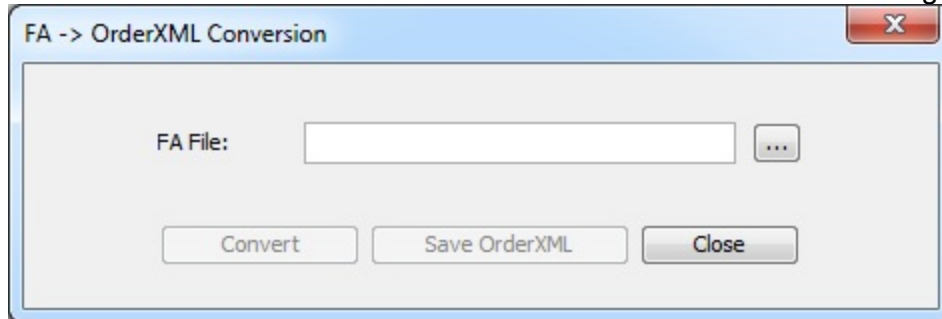 FA -> OrderXML Conversion
FA File:
...
Convert Save OrderXML Close